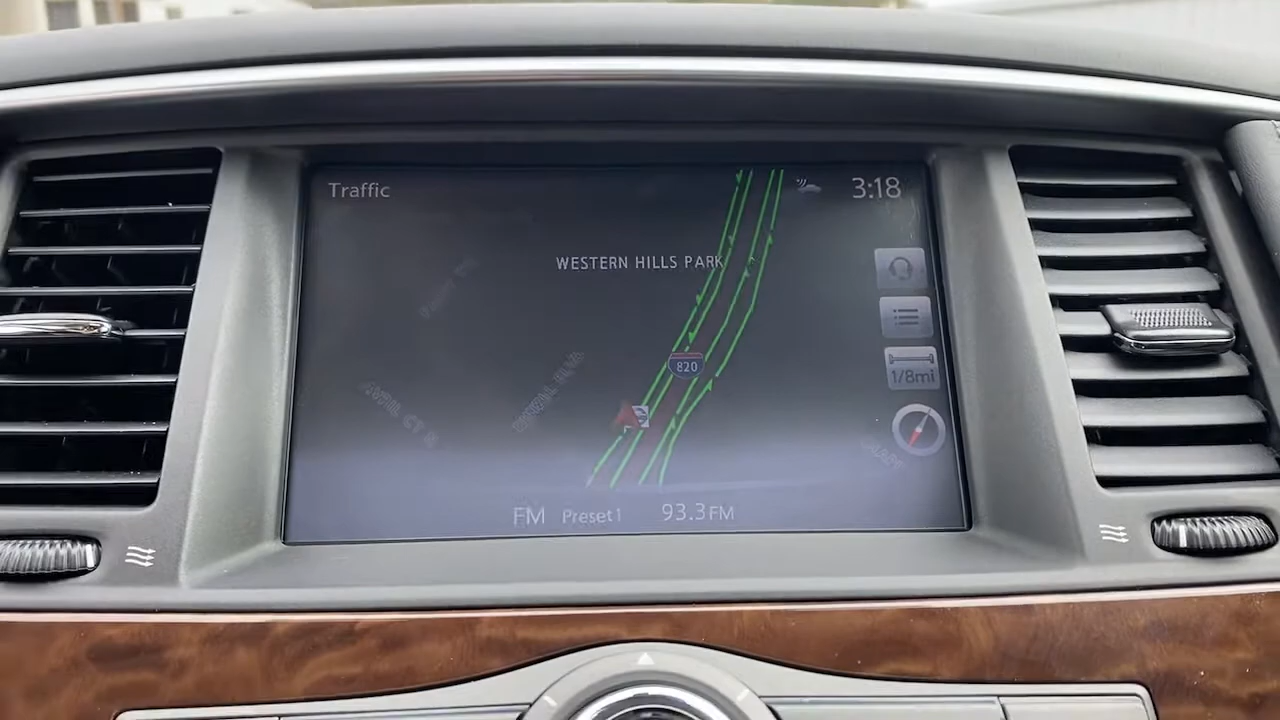 Traffic
3:18
WESTERN HILLS PARK
820
1/8mi
FM Preset1 93.3FM